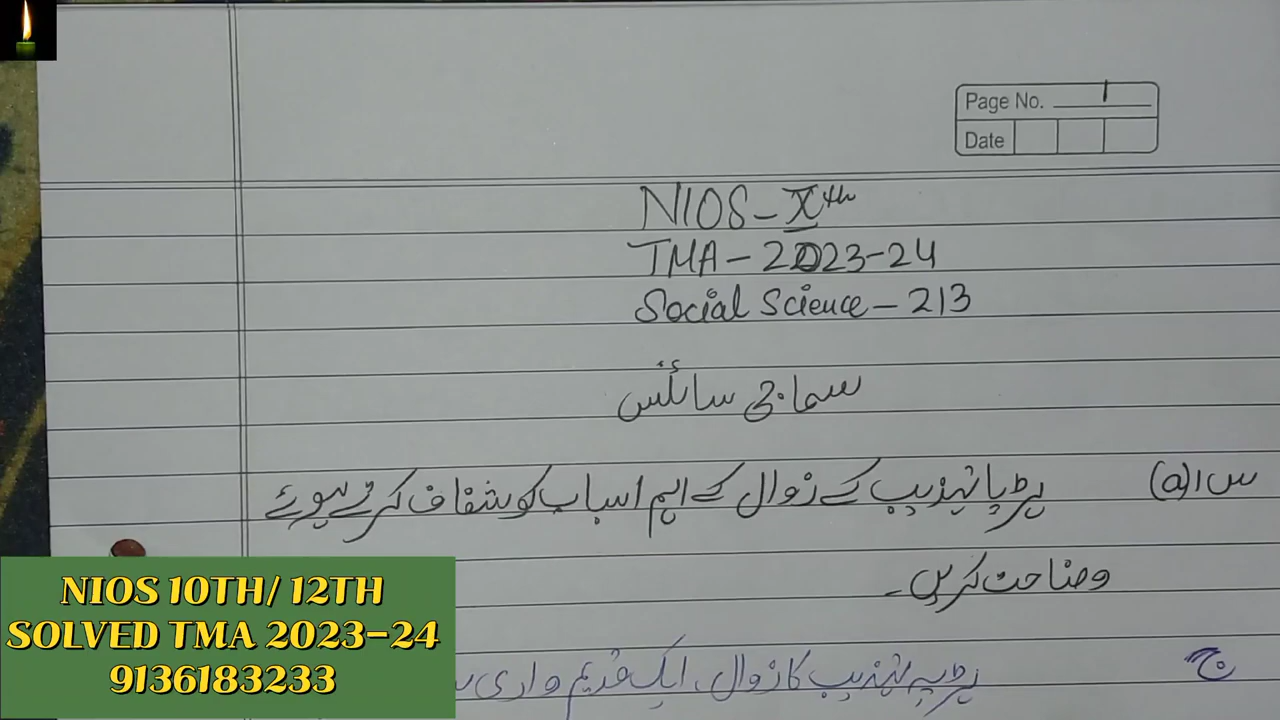 Page No. 1
Date
NIOS - Xth
TMA - 2023-24
Social Science - 213
سماجی سائنس
س ۱(a) ہڑپا تہذیب کے زوال کے اہم اسباب کو شفاف کرتے ہوئے
وضاحت کریں۔
ج ہڑپہ تہذیب کا زوال، ایک قدیم وادی
NIOS 10TH/ 12TH
SOLVED TMA 2023-24
9136183233